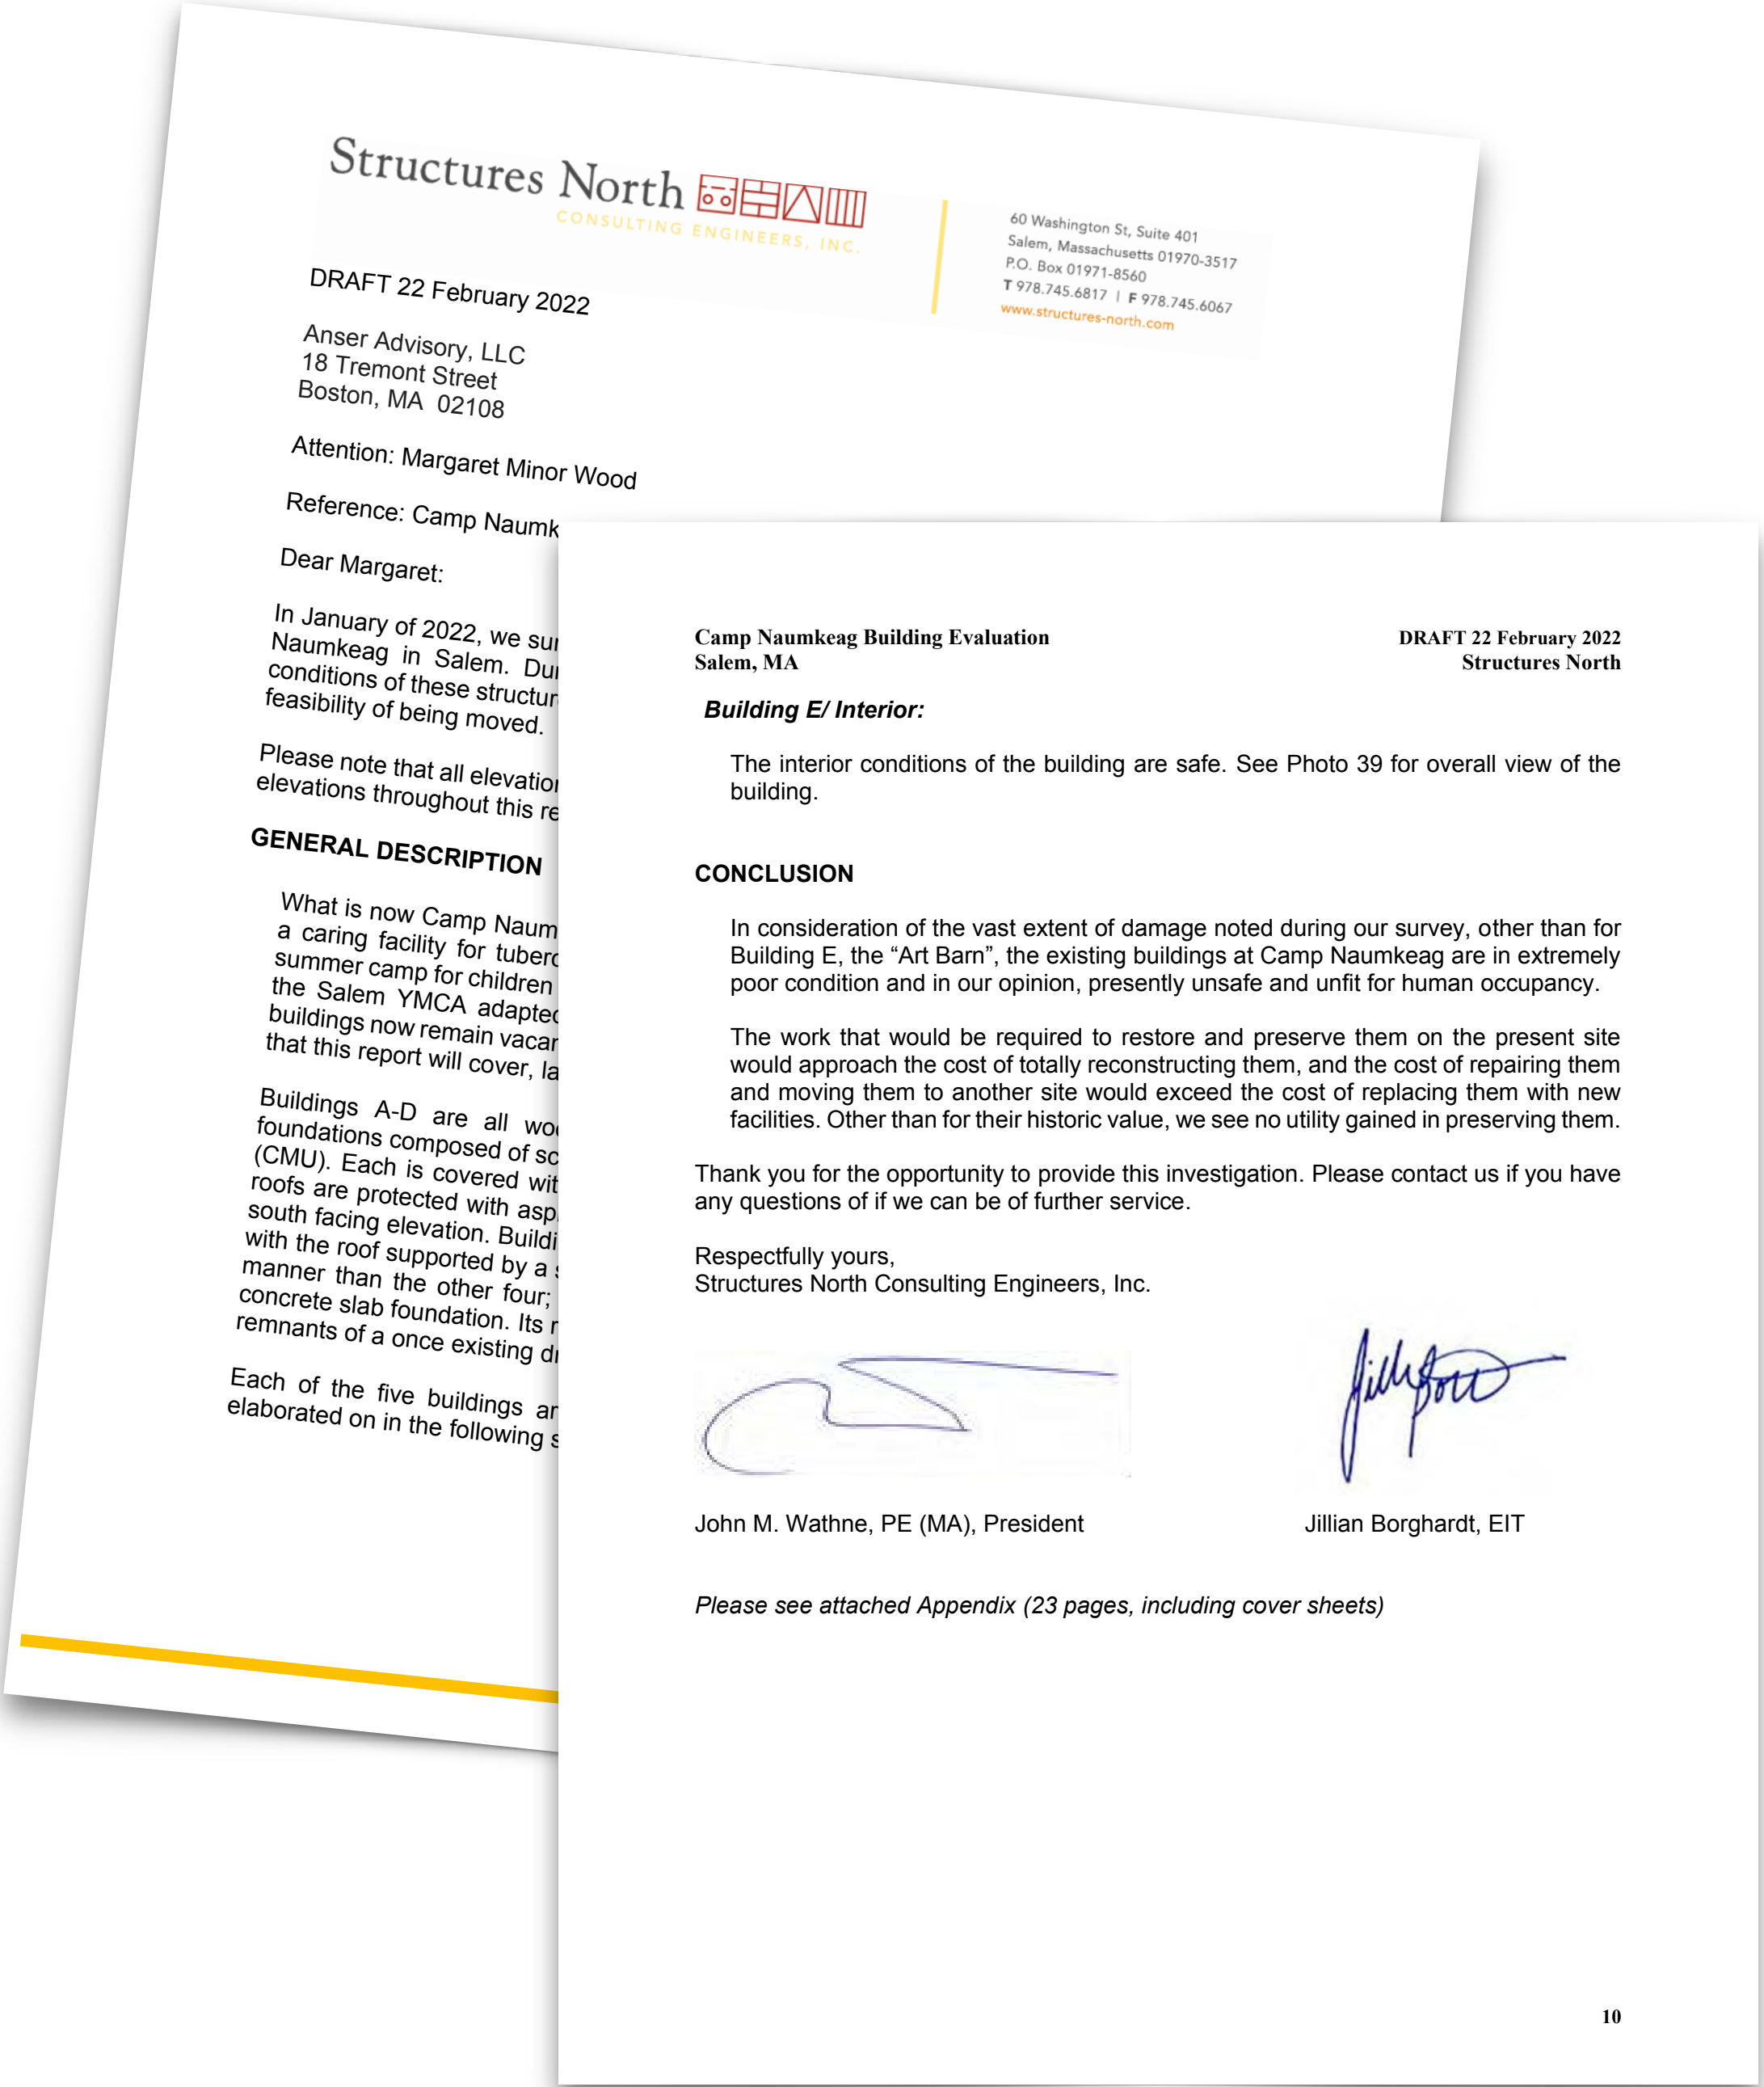 Structures North
CONSULTING ENGINEERS, INC.
60 Washington St, Suite 401
Salem, Massachusetts 01970-3517
P.O. Box 01971-8560
T 978.745.6817 | F 978.745.6067
www.structures-north.com
DRAFT 22 February 2022
Anser Advisory, LLC
18 Tremont Street
Boston, MA 02108
Attention: Margaret Minor Wood
Reference: Camp Naumk
Dear Margaret:
In January of 2022, we sur
Naumkeag in Salem. Dur
conditions of these structur
feasibility of being moved.
Please note that all elevation
elevations throughout this re
GENERAL DESCRIPTION
What is now Camp Naum
a caring facility for tuberc
summer camp for children
the Salem YMCA adapted
buildings now remain vacan
that this report will cover, la
Buildings A-D are all woo
foundations composed of sc
(CMU). Each is covered wit
roofs are protected with asp
south facing elevation. Buildi
with the roof supported by a s
manner than the other four;
concrete slab foundation. Its r
remnants of a once existing dr
Each of the five buildings ar
elaborated on in the following s
Camp Naumkeag Building Evaluation
Salem, MA
DRAFT 22 February 2022
Structures North
Building E/ Interior:
The interior conditions of the building are safe. See Photo 39 for overall view of the
building.
CONCLUSION
In consideration of the vast extent of damage noted during our survey, other than for
Building E, the “Art Barn”, the existing buildings at Camp Naumkeag are in extremely
poor condition and in our opinion, presently unsafe and unfit for human occupancy.
The work that would be required to restore and preserve them on the present site
would approach the cost of totally reconstructing them, and the cost of repairing them
and moving them to another site would exceed the cost of replacing them with new
facilities. Other than for their historic value, we see no utility gained in preserving them.
Thank you for the opportunity to provide this investigation. Please contact us if you have
any questions of if we can be of further service.
Respectfully yours,
Structures North Consulting Engineers, Inc.
John M. Wathne, PE (MA), President
Jillian Borghardt, EIT
Please see attached Appendix (23 pages, including cover sheets)
10